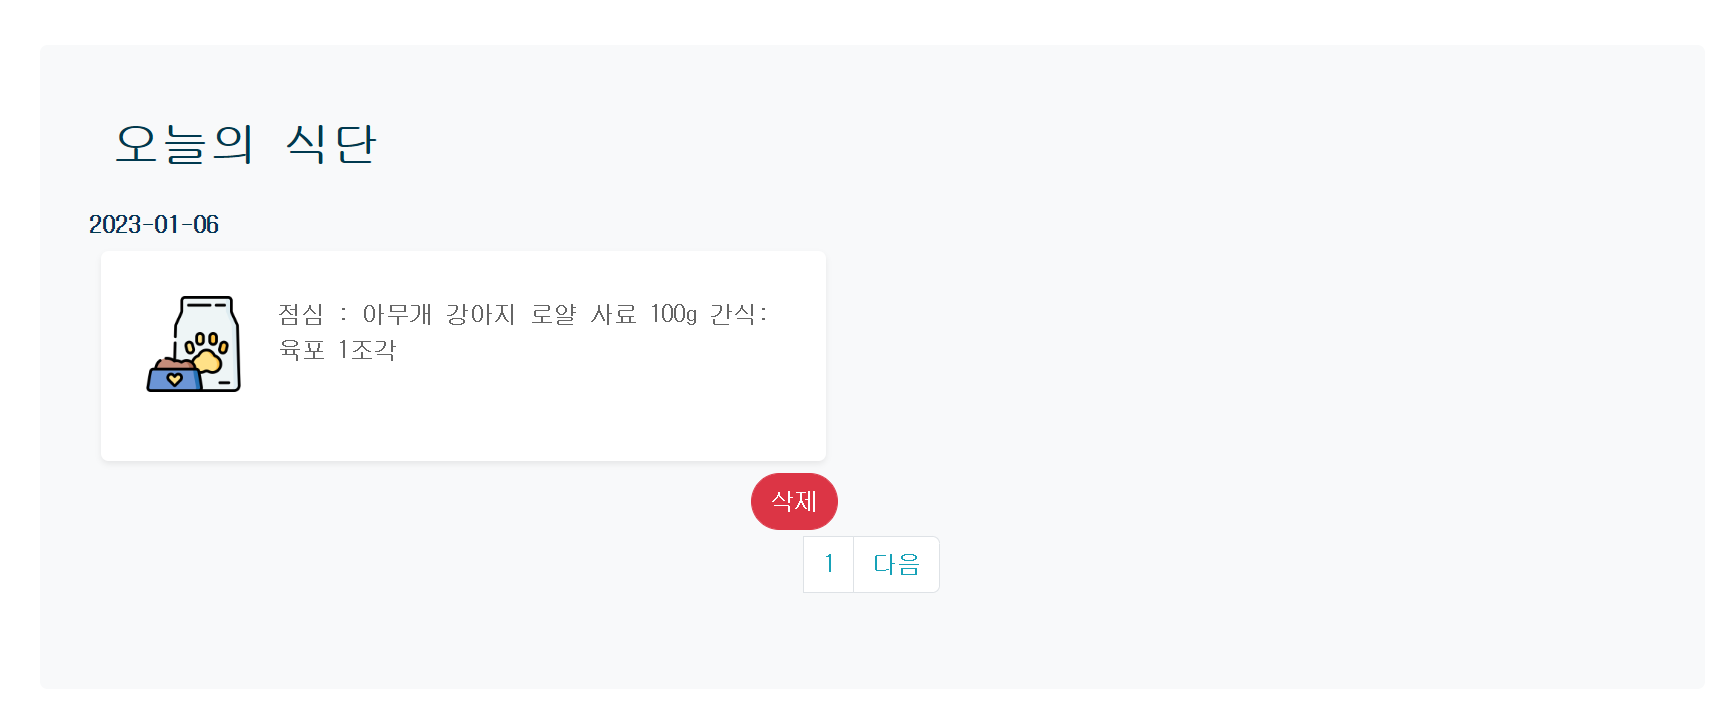 오늘의 식단
2023-01-06
점심 : 아무개 강아지 로얄 사료 100g 간식:
육포 1조각
삭제
1 다음